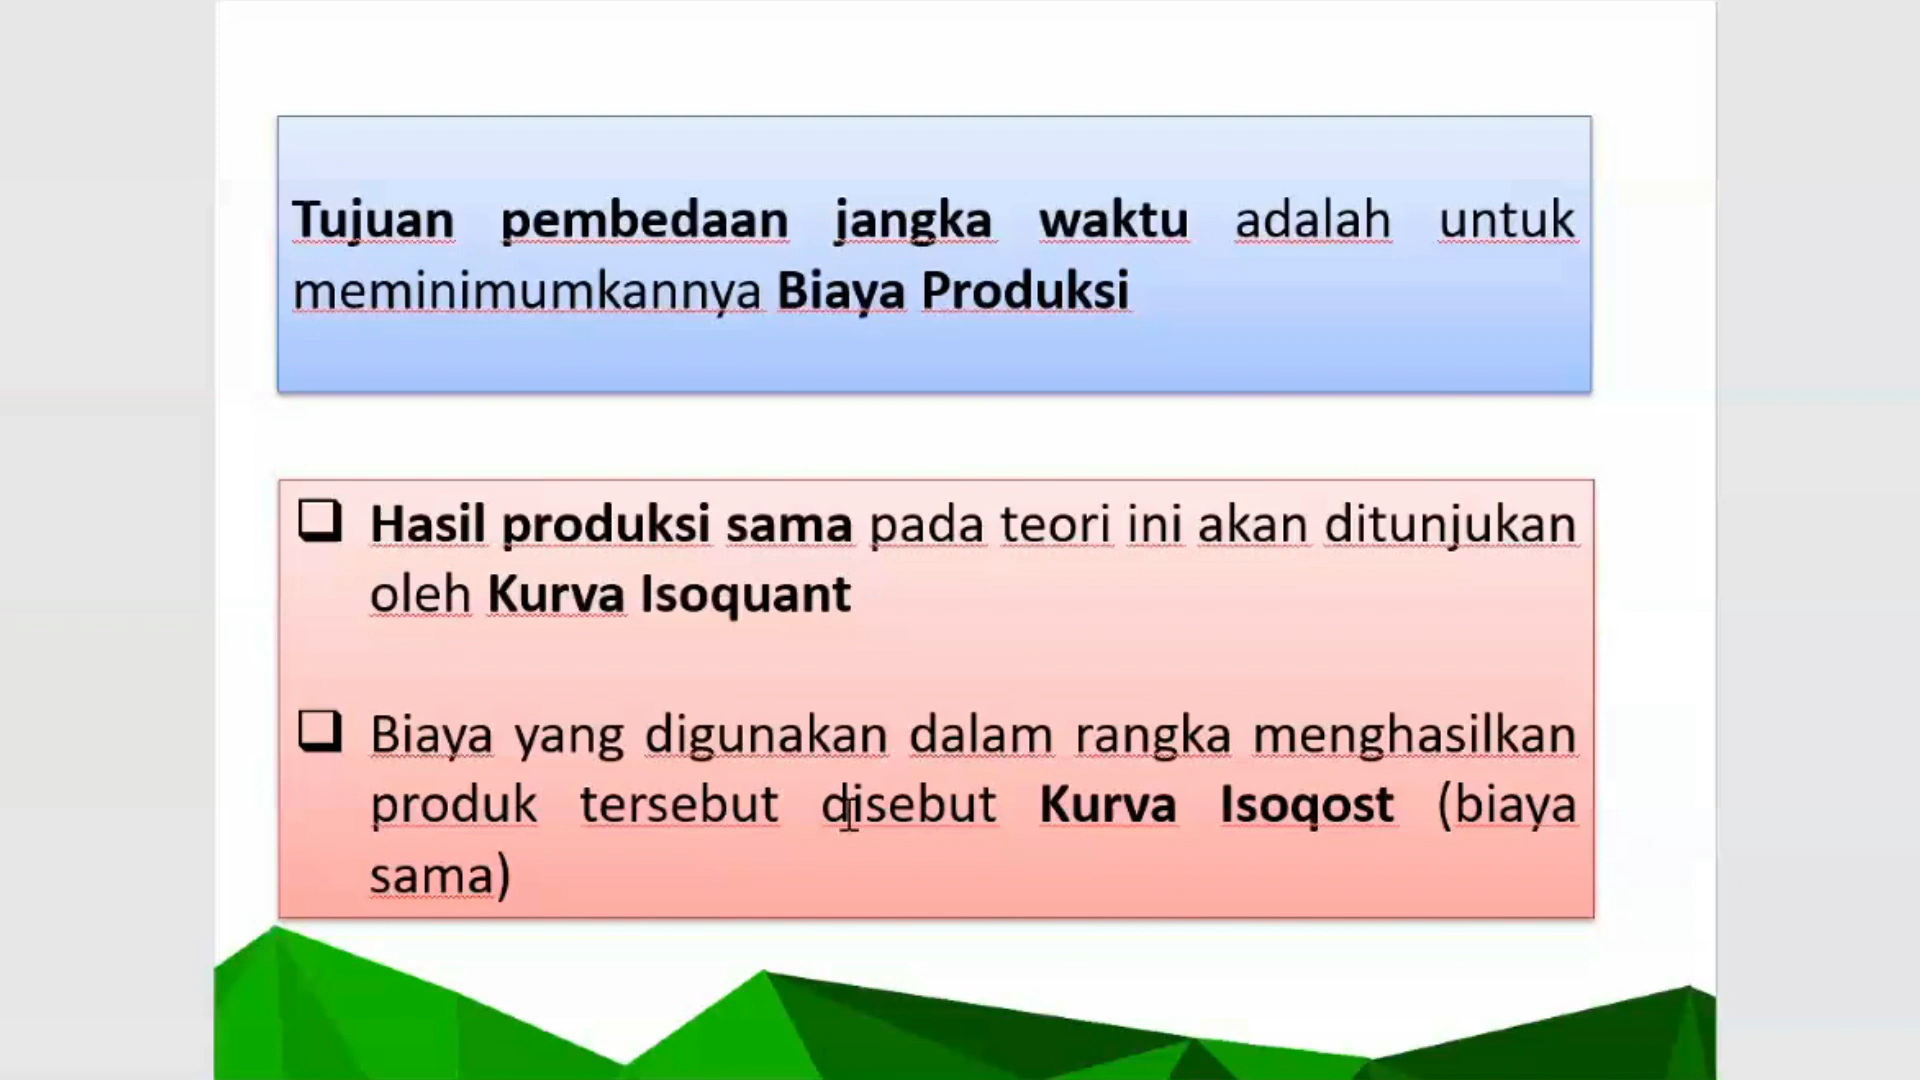 Tujuan pembedaan jangka waktu adalah untuk
meminimumkannya Biaya Produksi
Hasil produksi sama pada teori ini akan ditunjukan
oleh Kurva Isoquant
Biaya yang digunakan dalam rangka menghasilkan
produk tersebut disebut Kurva Isoqost (biaya
sama)